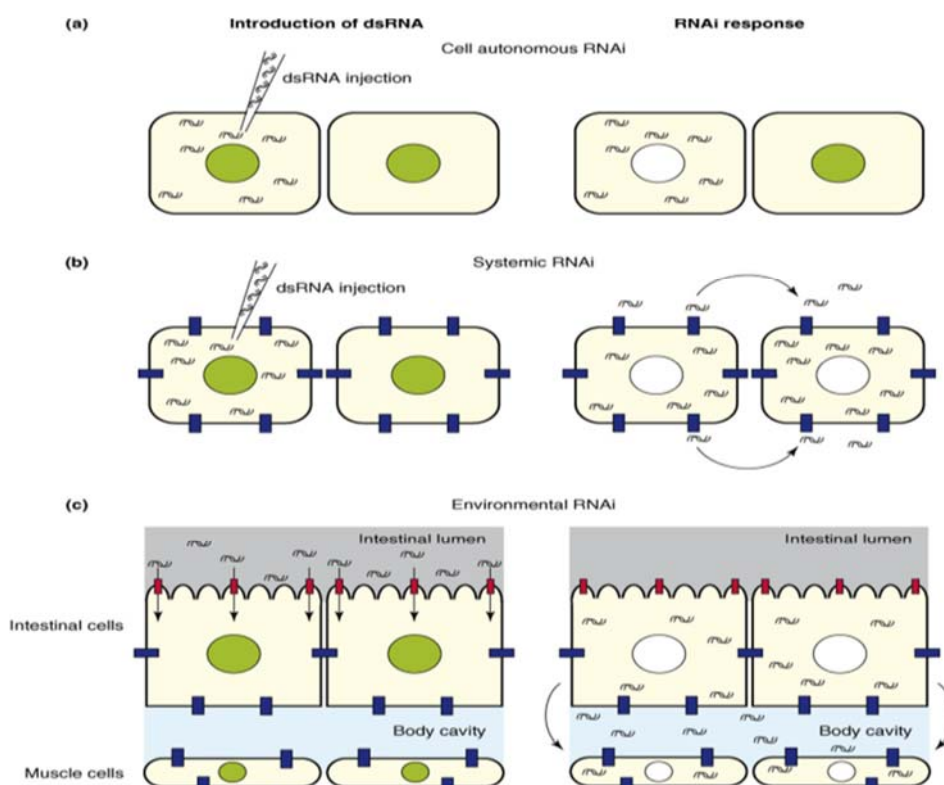 (a) Introduction of dsRNA RNAi response
Cell autonomous RNAi
dsRNA injection
(b) Systemic RNAi
dsRNA injection
(c) Environmental RNAi
Intestinal lumen Intestinal lumen
Intestinal cells
Body cavity Body cavity
Muscle cells